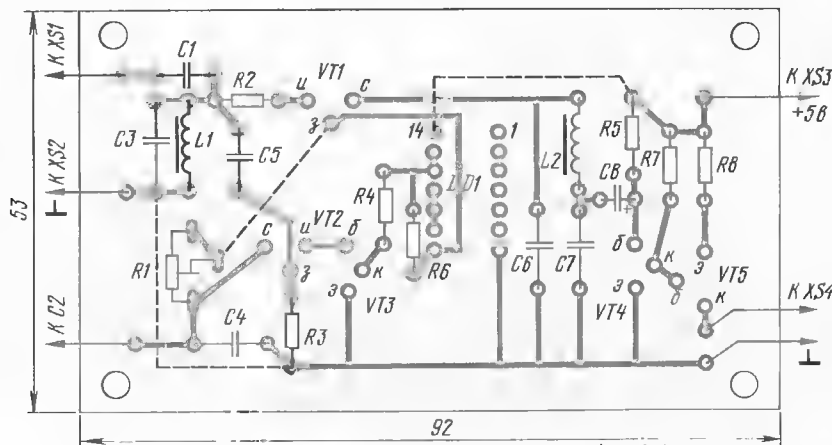 К XS1
C1
R2
и
VT1
с
К XS3
+5В
з
14
1
C3
L1
C5
R4
DD1
L2
C8
+
R5
R7
R8
К XS2
53
с
и
VT2
б
R1
з
к
R6
C6
C7
б
к
б
э
VT5
к
э
VT3
э
VT4
К XS4
К C2
C4
R3
92